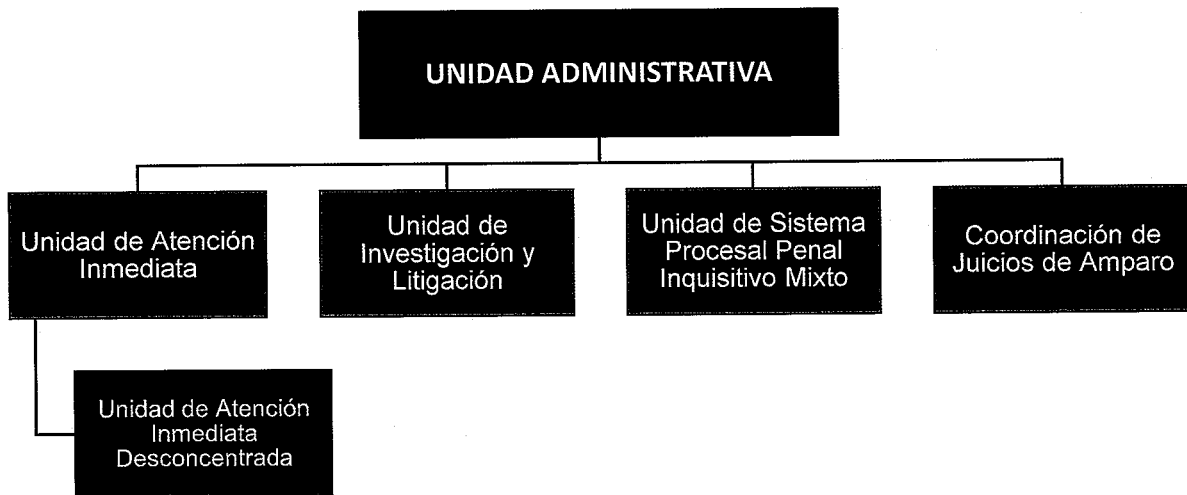 UNIDAD ADMINISTRATIVA
Unidad de Atención
Inmediata
Unidad de
Investigación y
Litigación
Unidad de Sistema
Procesal Penal
Inquisitivo Mixto
Coordinación de
Juicios de Amparo
Unidad de Atención
Inmediata
Desconcentrada